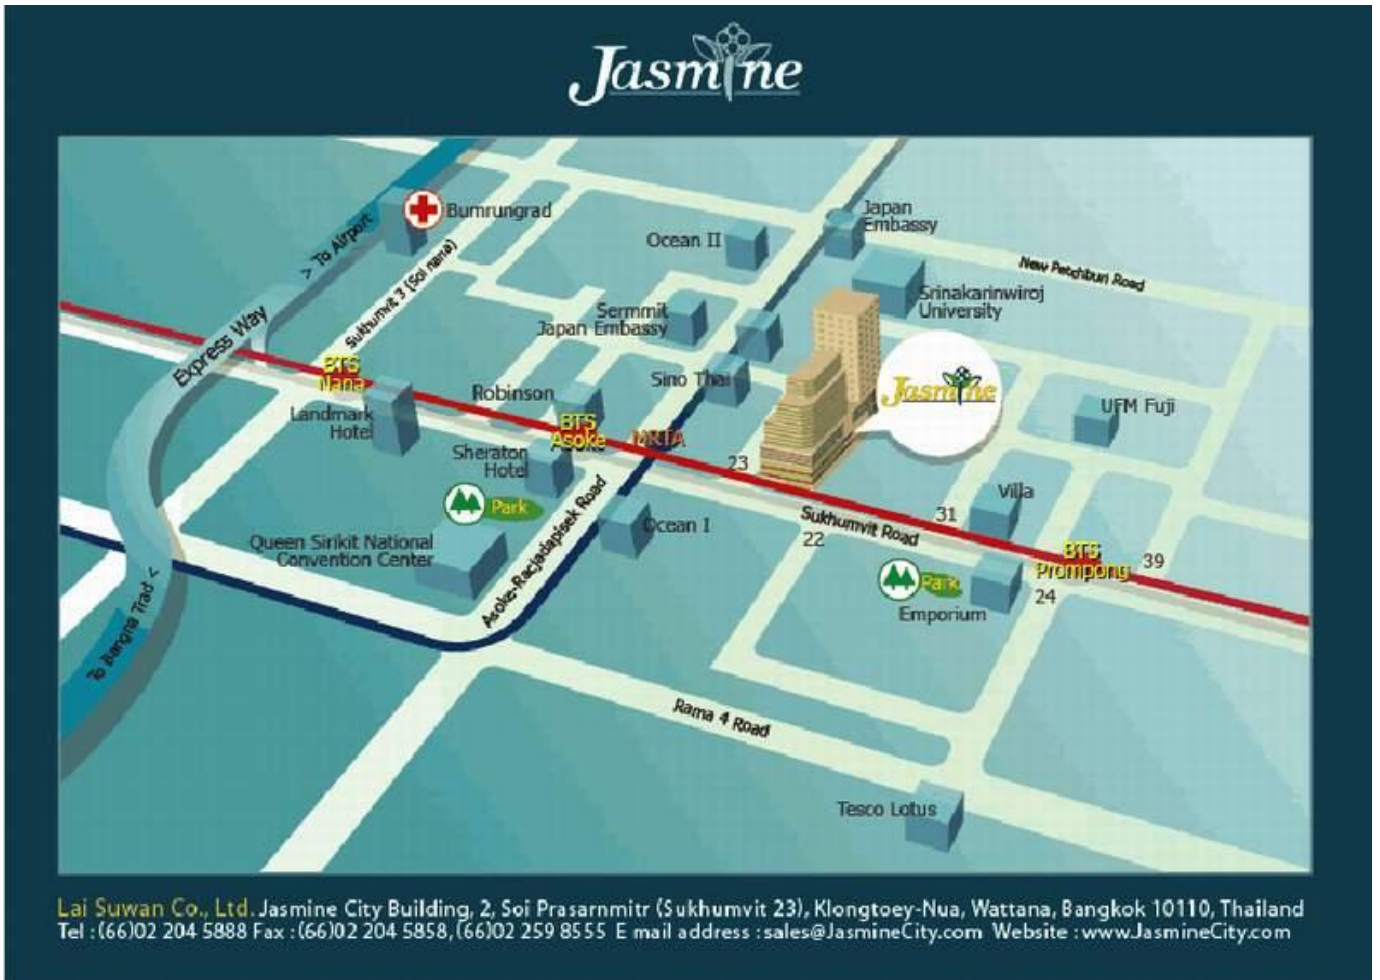 Jasmine
Bumrungrad
> To Airport
Sukhumvit 3 (Soi nana)
Express Way
Japan
Embassy
Ocean II
New Petchburi Road
Srinakarinwiroj
University
Sermmit
Japan Embassy
Jasmine
Sino Thai
BTS
Nana
Robinson
Landmark
Hotel
BTS
Asoke
Asoke
MRTA
UFM Fuji
Sheraton
Hotel
23
Park
Villa
Ocean I
Sukhumvit Road
31
22
Queen Sirikit National
Convention Center
Asoke-Racjadapisek Road
BTS
Prompong
39
Park
24
Emporium
To Bangna Trad <
Rama 4 Road
Tesco Lotus
Lai Suwan Co., Ltd. Jasmine City Building, 2, Soi Prasarnmitr (Sukhumvit 23), Klongtoey-Nua, Wattana, Bangkok 10110, Thailand
Tel : (66)02 204 5888 Fax : (66)02 204 5858, (66)02 259 8555 E mail address : sales@JasmineCity.com Website : www.JasmineCity.com